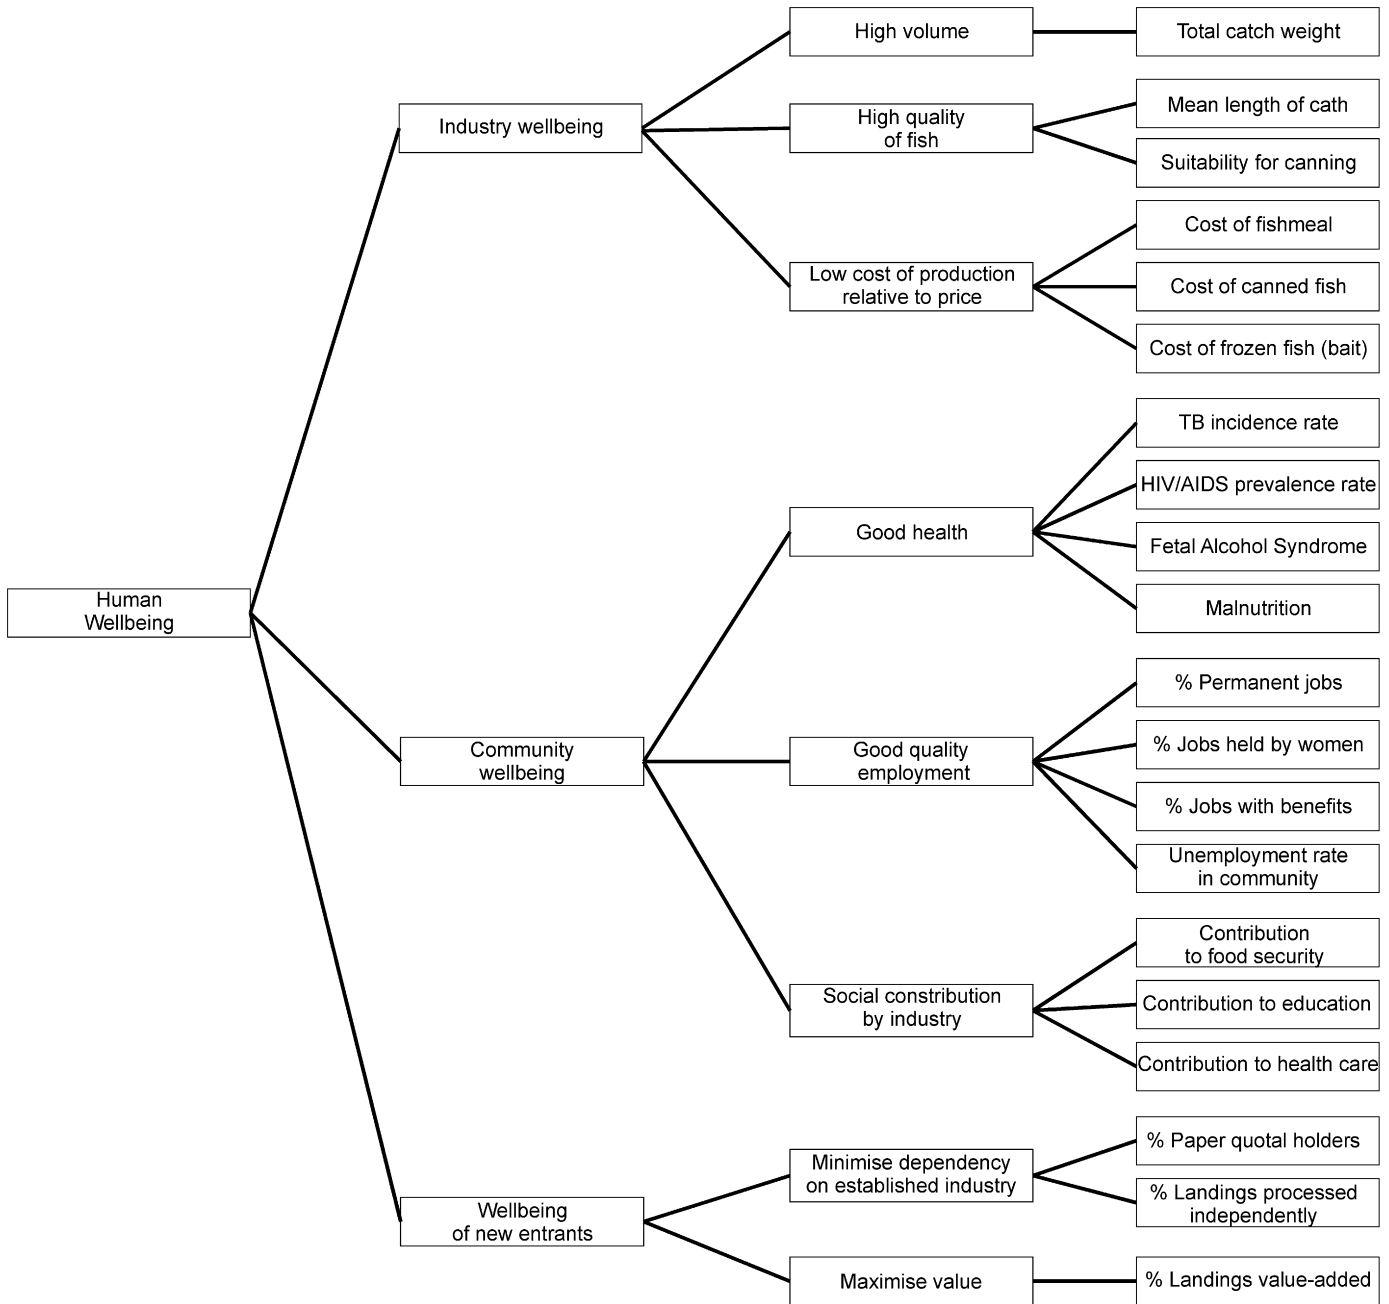 High volume
Total catch weight
Industry wellbeing
High quality
of fish
Mean length of cath
Suitability for canning
Low cost of production
relative to price
Cost of fishmeal
Cost of canned fish
Cost of frozen fish (bait)
Human
Wellbeing
Community
wellbeing
Good health
TB incidence rate
HIV/AIDS prevalence rate
Fetal Alcohol Syndrome
Malnutrition
Good quality
employment
% Permanent jobs
% Jobs held by women
% Jobs with benefits
Unemployment rate
in community
Social constribution
by industry
Contribution
to food security
Contribution to education
Contribution to health care
Wellbeing
of new entrants
Minimise dependency
on established industry
% Paper quotal holders
% Landings processed
independently
Maximise value
% Landings value-added